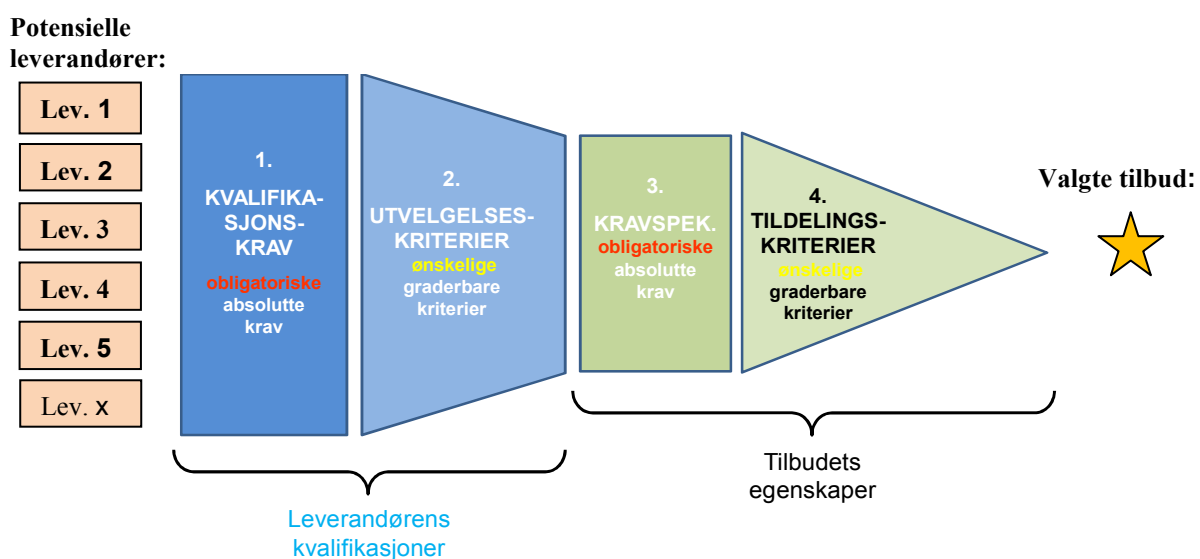 Potensielle
leverandører:
Lev. 1
Lev. 2
Lev. 3
Lev. 4
Lev. 5
Lev. x
1.
KVALIFIKA-
SJONS-
KRAV
obligatoriske
absolutte
krav
2.
UTVELGELSES-
KRITERIER
ønskelige
graderbare
kriterier
3.
KRAVSPEK.
obligatoriske
absolutte
krav
4.
TILDELINGS-
KRITERIER
ønskelige
graderbare
kriterier
Valgte tilbud:
Leverandørens
kvalifikasjoner
Tilbudets
egenskaper